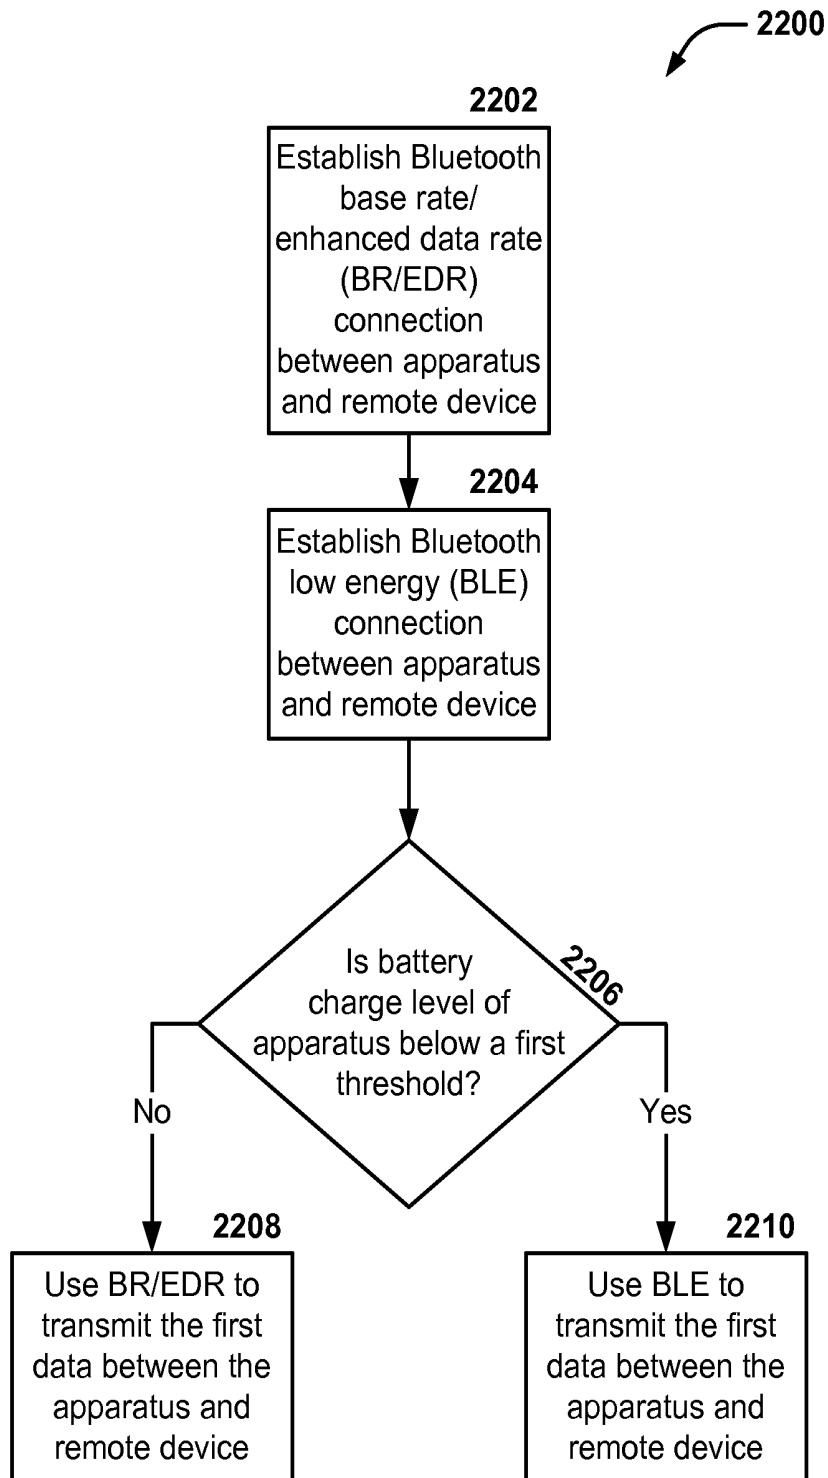 2200
2202
Establish Bluetooth
base rate/
enhanced data rate
(BR/EDR)
connection
between apparatus
and remote device
2204
Establish Bluetooth
low energy (BLE)
connection
between apparatus
and remote device
2206
Is battery
charge level of
apparatus below a first
threshold?
No
Yes
2208
Use BR/EDR to
transmit the first
data between the
apparatus and
remote device
2210
Use BLE to
transmit the first
data between the
apparatus and
remote device